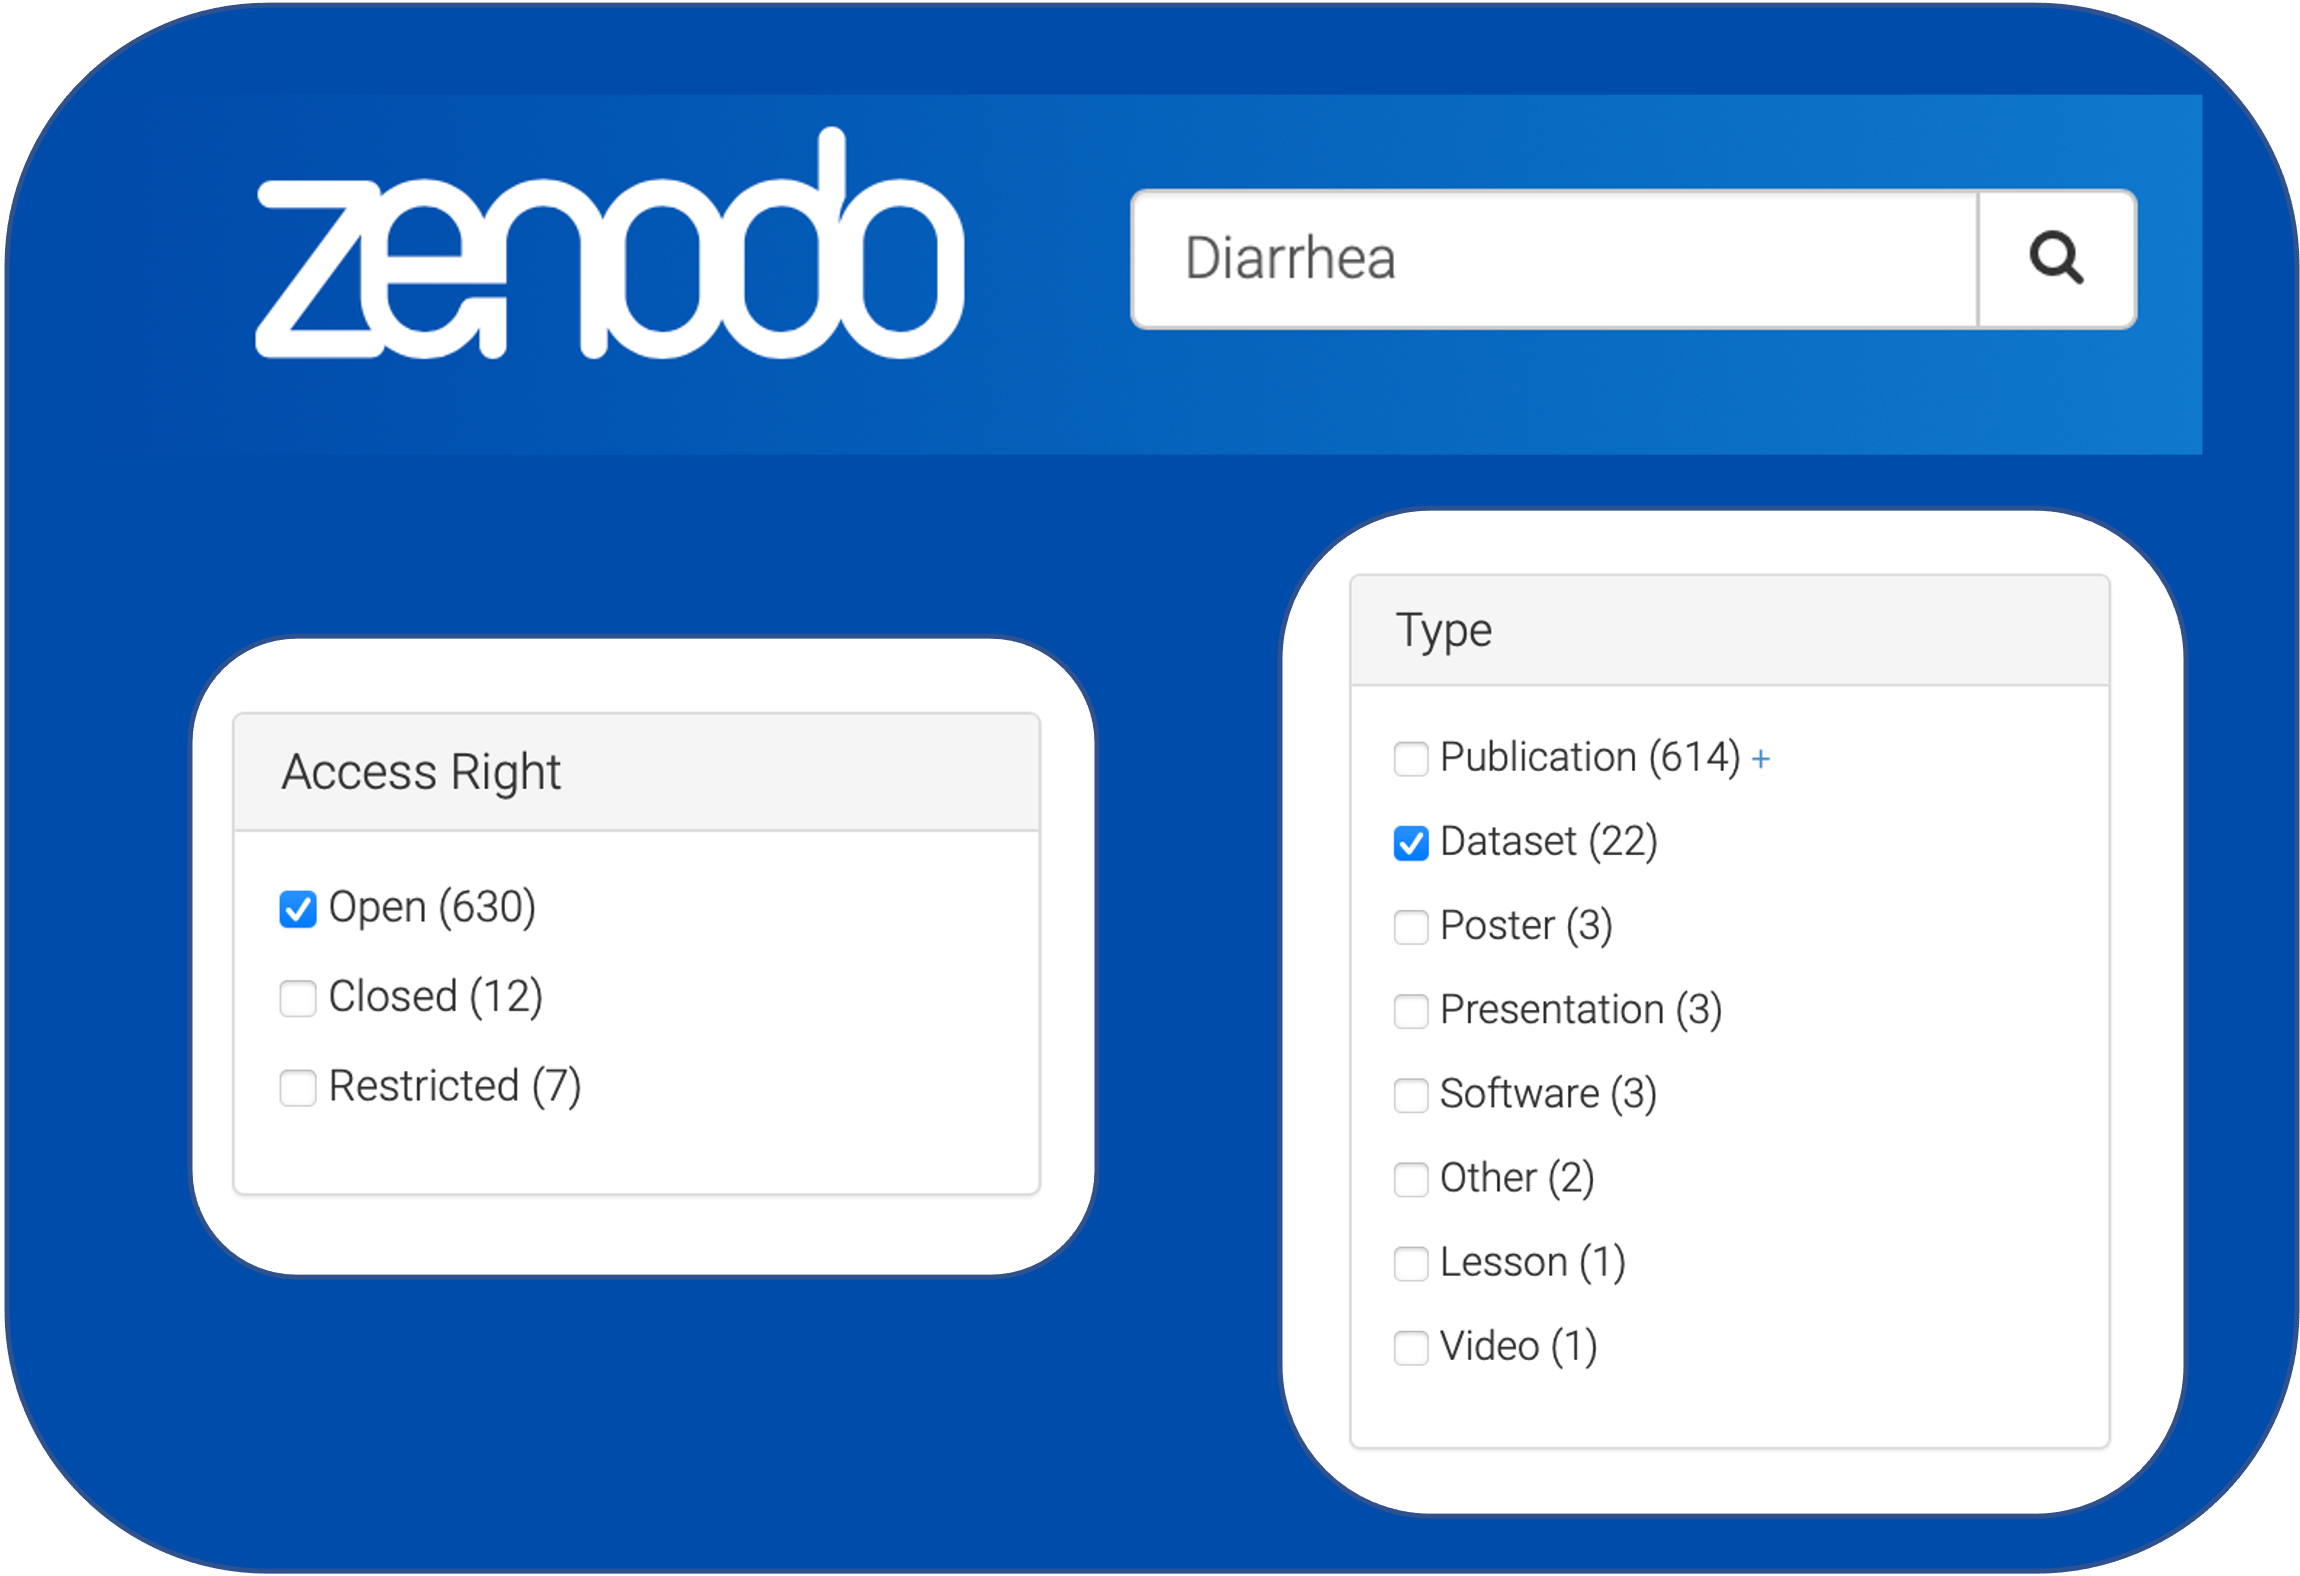 zenodo
Diarrhea
Access Right
Open (630)
Closed (12)
Restricted (7)
Type
Publication (614) +
Dataset (22)
Poster (3)
Presentation (3)
Software (3)
Other (2)
Lesson (1)
Video (1)